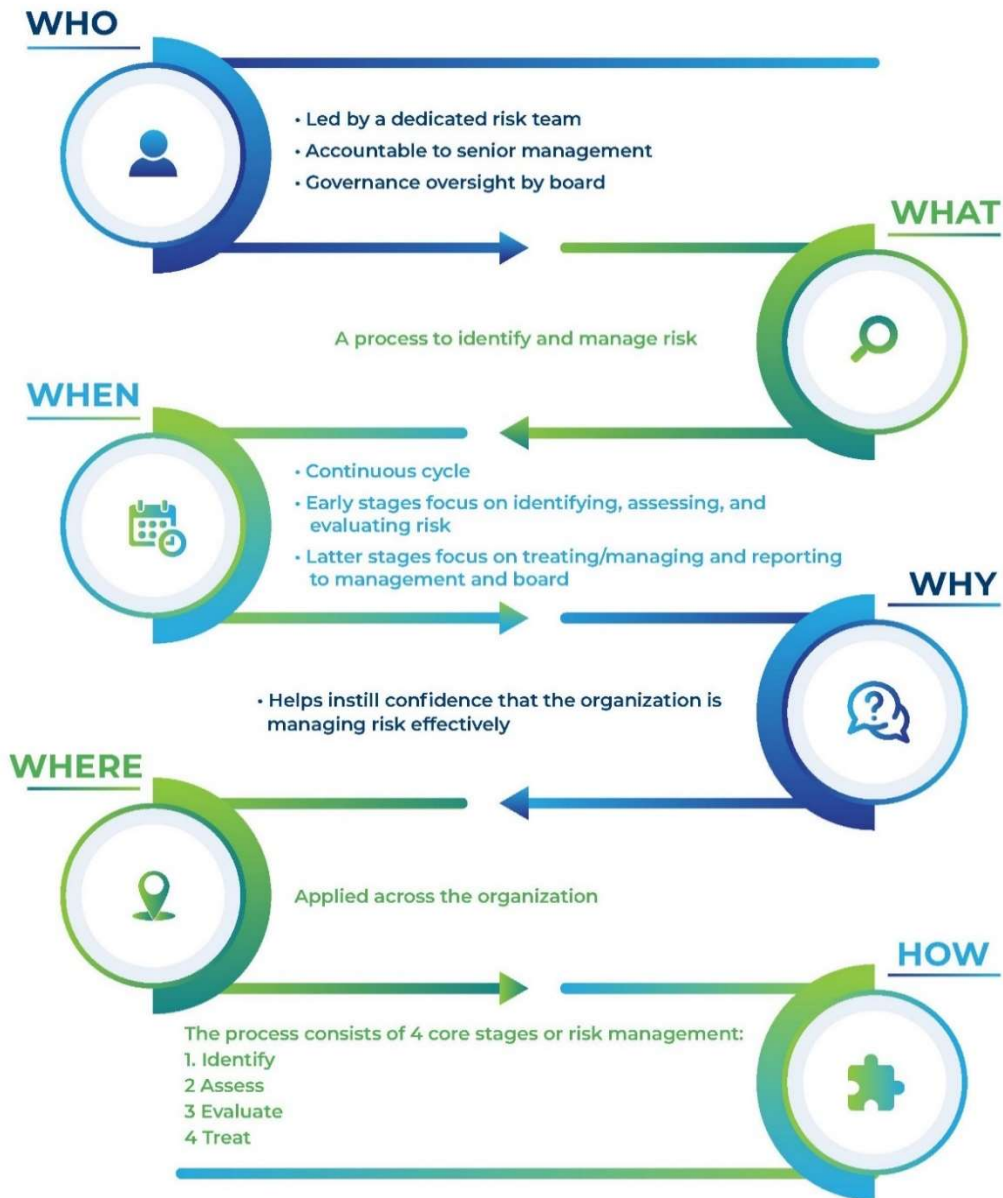 WHO
• Led by a dedicated risk team
• Accountable to senior management
• Governance oversight by board
WHAT
A process to identify and manage risk
WHEN
• Continuous cycle
• Early stages focus on identifying, assessing, and
evaluating risk
• Latter stages focus on treating/managing and reporting
to management and board
WHY
• Helps instill confidence that the organization is
managing risk effectively
WHERE
Applied across the organization
HOW
The process consists of 4 core stages or risk management:
1. Identify
2 Assess
3 Evaluate
4 Treat